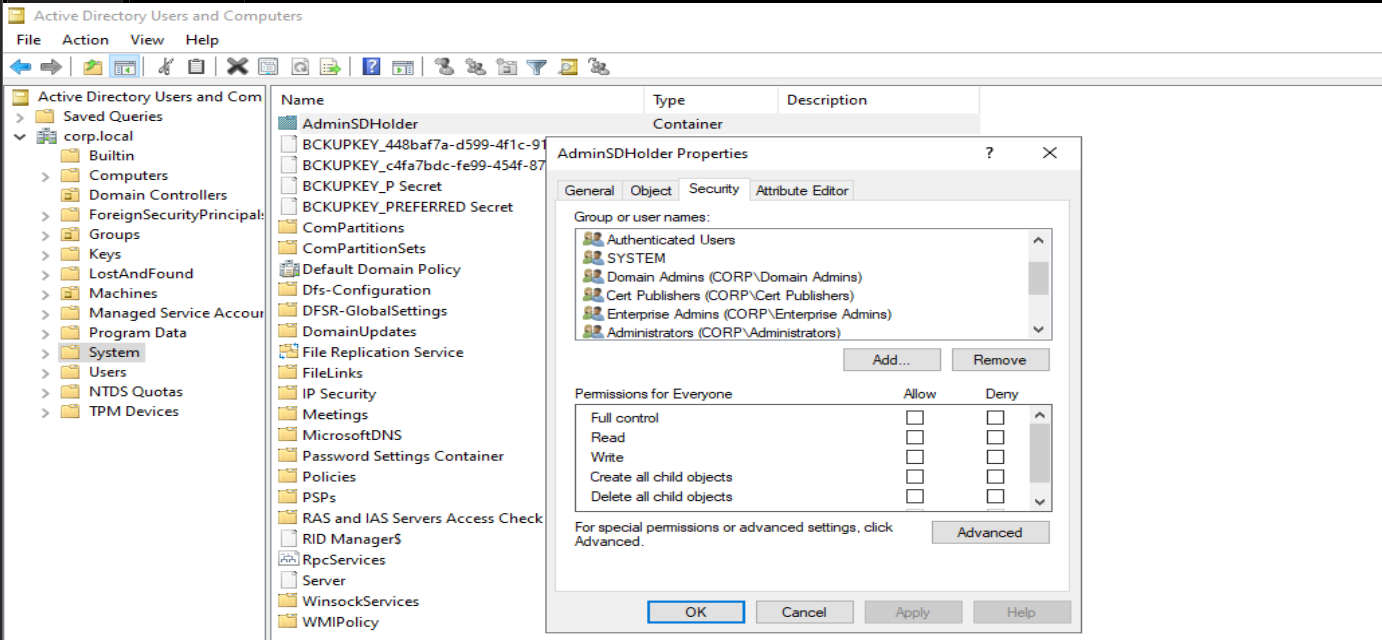 Active Directory Users and Computers
File Action View Help
Active Directory Users and Com
Saved Queries
corp.local
Builtin
Computers
Domain Controllers
ForeignSecurityPrincipals
Groups
Keys
LostAndFound
Machines
Managed Service Accour
Program Data
System
Users
NTDS Quotas
TPM Devices
Name Type Description
AdminSDHolder Container
BCKUPKEY_448baf7a-d599-4f1c-91
BCKUPKEY_c4fa7bdc-fe99-454f-87
BCKUPKEY_P Secret
BCKUPKEY_PREFERRED Secret
ComPartitions
ComPartitionSets
Default Domain Policy
Dfs-Configuration
DFSR-GlobalSettings
DomainUpdates
File Replication Service
FileLinks
IP Security
Meetings
MicrosoftDNS
Password Settings Container
Policies
PSPs
RAS and IAS Servers Access Check
RID Manager$
RpcServices
Server
WinsockServices
WMIPolicy
AdminSDHolder Properties
General Object Security Attribute Editor
Group or user names:
Authenticated Users
SYSTEM
Domain Admins (CORP\Domain Admins)
Cert Publishers (CORP\Cert Publishers)
Enterprise Admins (CORP\Enterprise Admins)
Administrators (CORP\Administrators)
Add... Remove
Permissions for Everyone Allow Deny
Full control
Read
Write
Create all child objects
Delete all child objects
For special permissions or advanced settings, click
Advanced.
Advanced
OK Cancel Apply Help